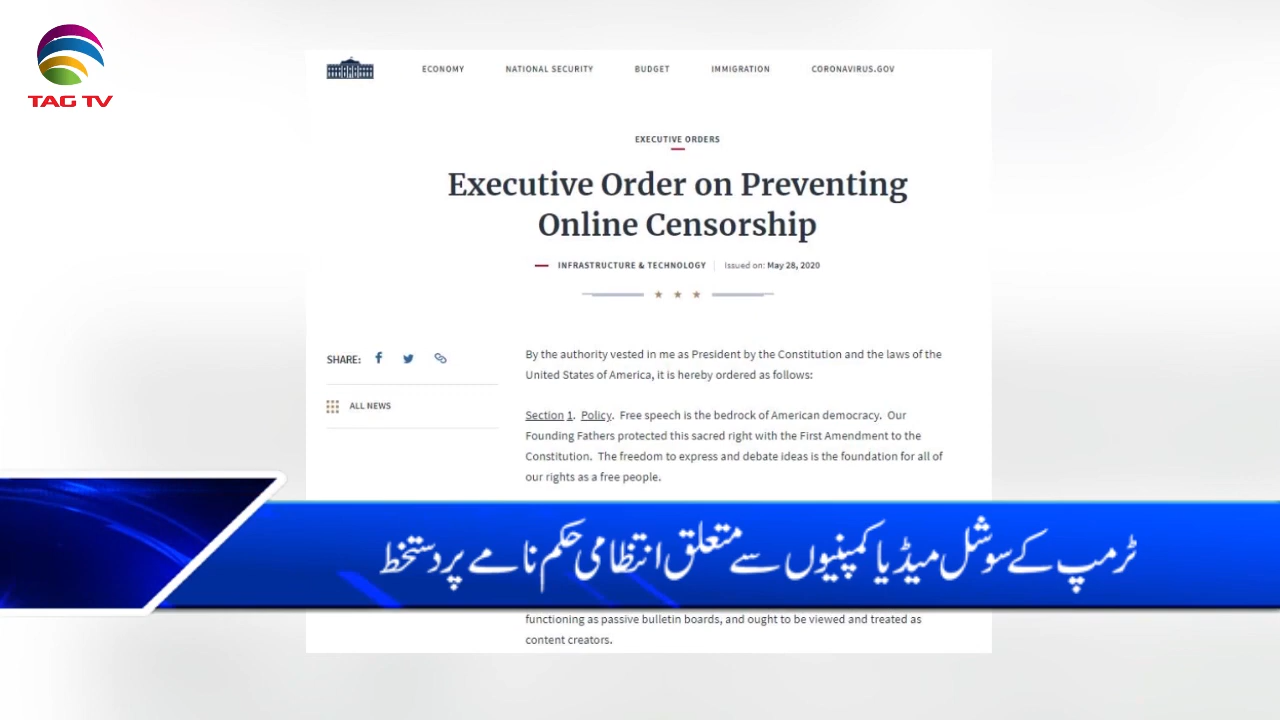 TAG TV
ECONOMY NATIONAL SECURITY BUDGET IMMIGRATION CORONAVIRUS.GOV
EXECUTIVE ORDERS
Executive Order on Preventing
Online Censorship
INFRASTRUCTURE & TECHNOLOGY Issued on: May 28, 2020
SHARE:
ALL NEWS
By the authority vested in me as President by the Constitution and the laws of the
United States of America, it is hereby ordered as follows:
Section 1. Policy. Free speech is the bedrock of American democracy. Our
Founding Fathers protected this sacred right with the First Amendment to the
Constitution. The freedom to express and debate ideas is the foundation for all of
our rights as a free people.
ٹرمپ کے سوشل میڈیا کمپنیوں سے متعلق انتظامی حکم نامے پر دستخط
functioning as passive bulletin boards, and ought to be viewed and treated as
content creators.